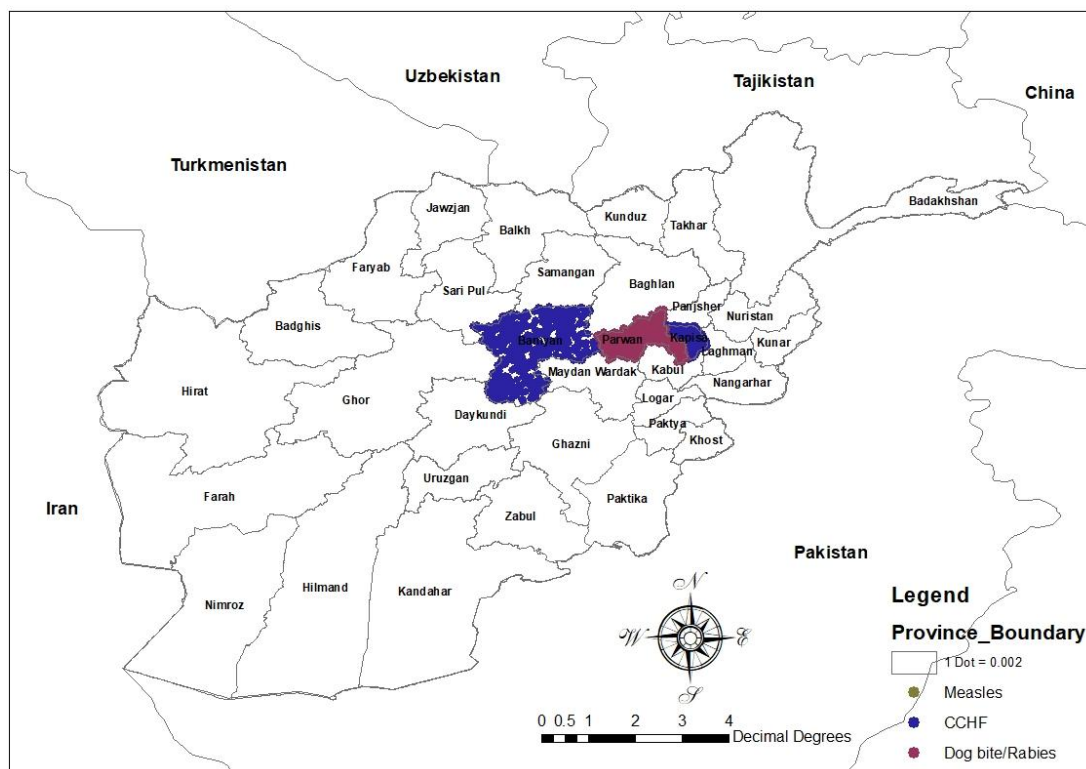 Uzbekistan
Tajikistan
China
Turkmenistan
Badakhshan
Jawzjan
Kunduz
Takhar
Balkh
Faryab
Samangan
Baghlan
Sari Pul
Panjsher
Nuristan
Badghis
Bamyan
Parwan
Kapisa
Kunar
Laghman
Maydan Wardak
Kabul
Nangarhar
Hirat
Ghor
Logar
Daykundi
Paktya
Khost
Ghazni
Uruzgan
Farah
Paktika
Iran
Zabul
Pakistan
Hilmand
Kandahar
Nimroz
N
W E
S
Legend
Province_Boundary
1 Dot = 0.002
Measles
CCHF
Dog bite/Rabies
0 0.5 1 2 3 4
Decimal Degrees